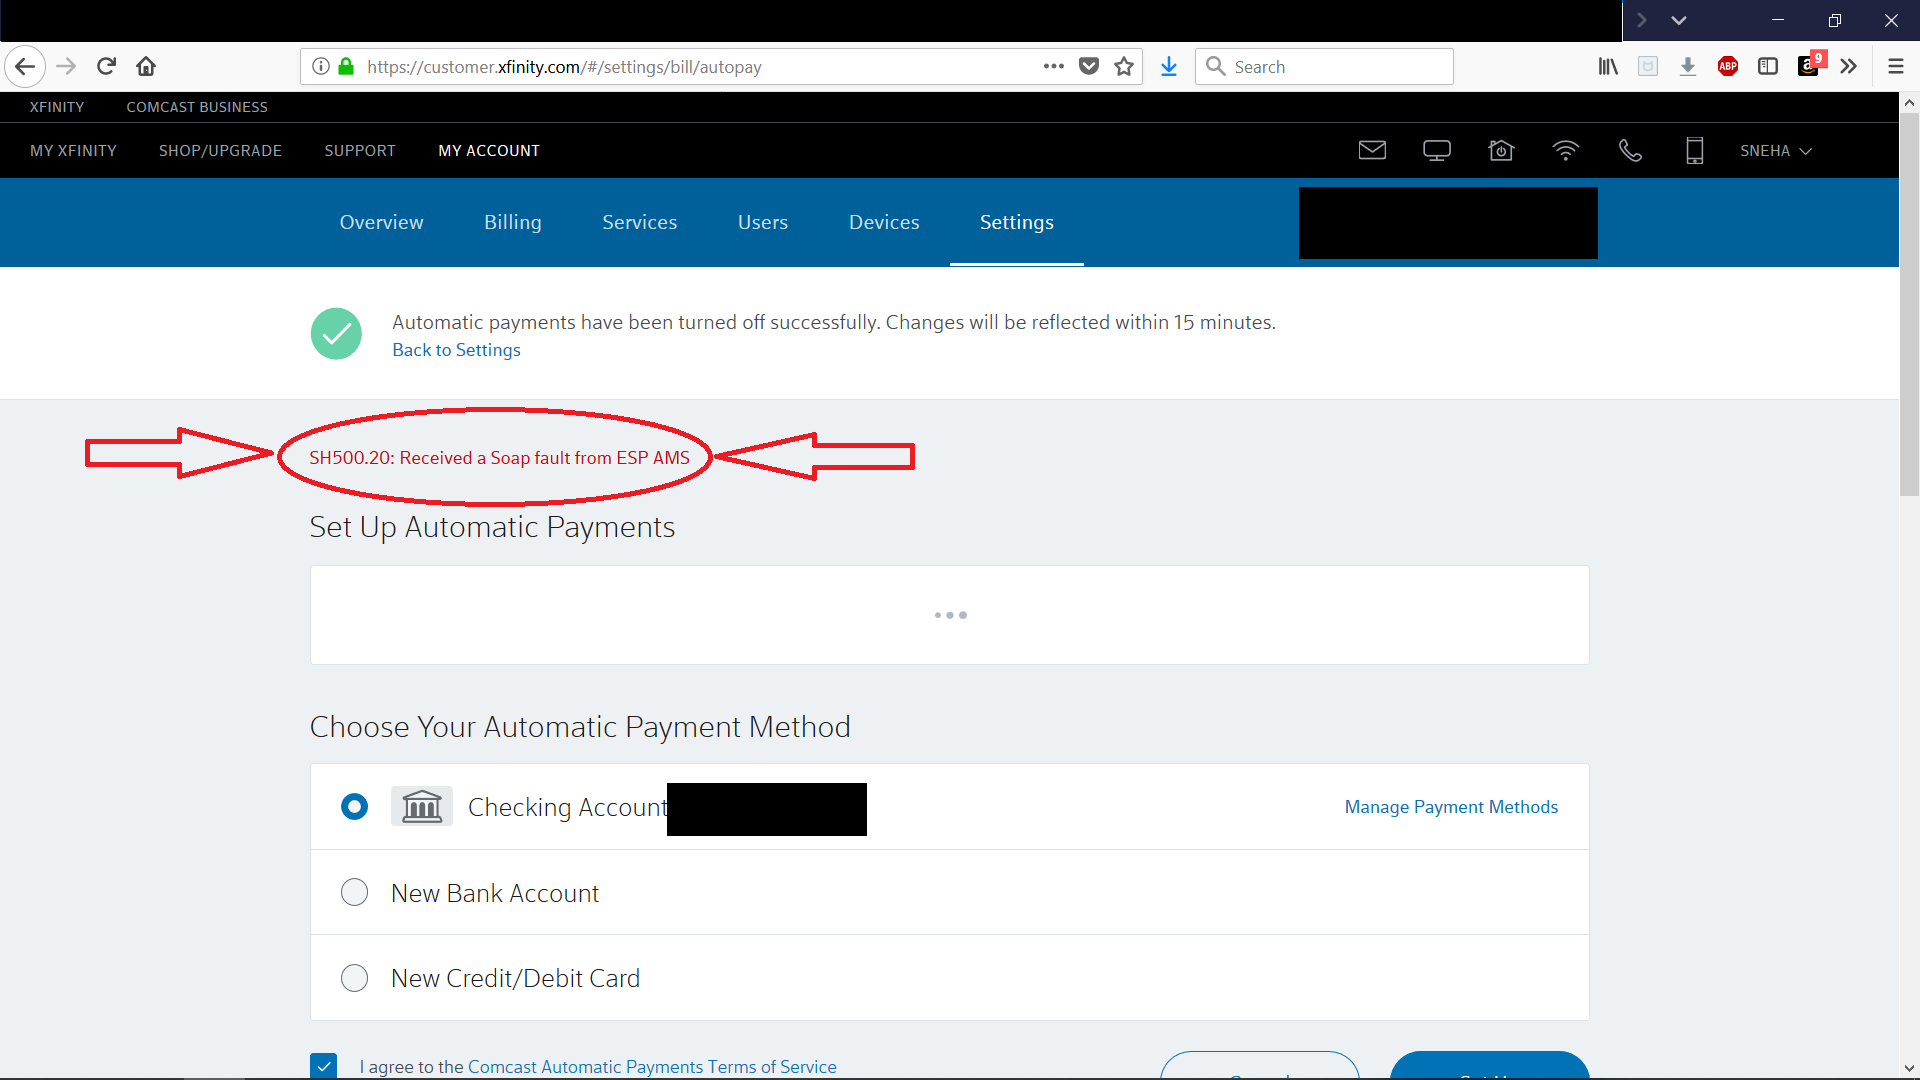 https://customer.xfinity.com/#/settings/bill/autopay
Search
ABP
a
9
XFINITY COMCAST BUSINESS
MY XFINITY SHOP/UPGRADE SUPPORT MY ACCOUNT SNEHA
Overview Billing Services Users Devices Settings
Automatic payments have been turned off successfully. Changes will be reflected within 15 minutes.
Back to Settings
SH500.20: Received a Soap fault from ESP AMS
Set Up Automatic Payments
Choose Your Automatic Payment Method
Checking Account Manage Payment Methods
New Bank Account
New Credit/Debit Card
I agree to the Comcast Automatic Payments Terms of Service